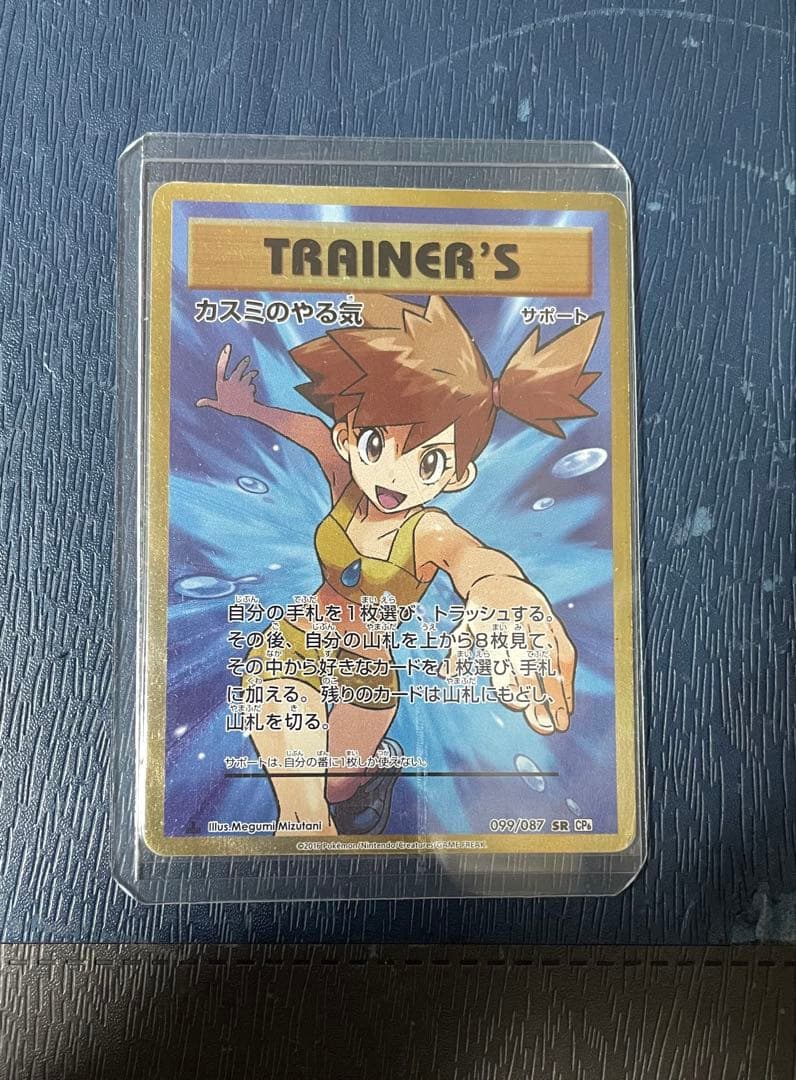 TRAINER'S
カスミのやる気
サポート
自分の手札を1枚選び、トラッシュする。
その後、自分の山札を上から8枚見て、
その中から好きなカードを1枚選び、手札
に加える。残りのカードは山札にもどし、
山札を切る。
サポートは、自分の番に1枚しか使えない。
Illus.Megumi Mizutani
099/087 SR CP6
©2016 Pokémon/Nintendo/Creatures/GAME FREAK.